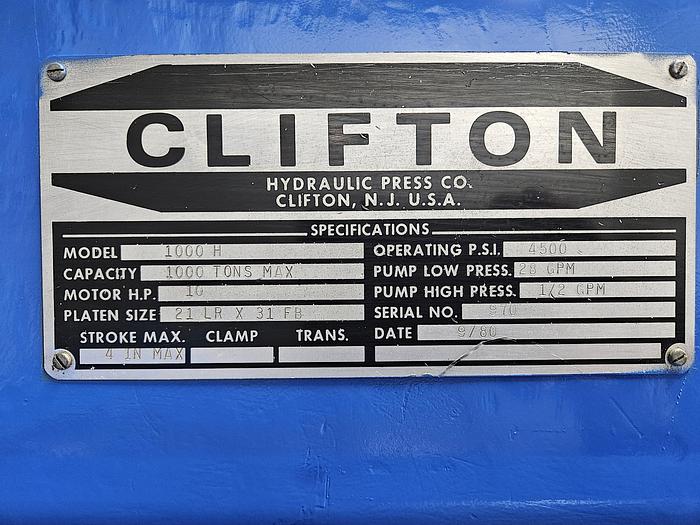 CLIFTON
HYDRAULIC PRESS CO.
CLIFTON, N.J. U.S.A.
SPECIFICATIONS
MODEL 1000 H
CAPACITY 1000 TONS MAX
MOTOR H.P. 10
PLATEN SIZE 21 LR X 31 FB
STROKE MAX. CLAMP TRANS.
4 IN MAX
OPERATING P.S.I. 4500
PUMP LOW PRESS. 28 GPM
PUMP HIGH PRESS. 1/2 GPM
SERIAL NO. 970
DATE 9/80